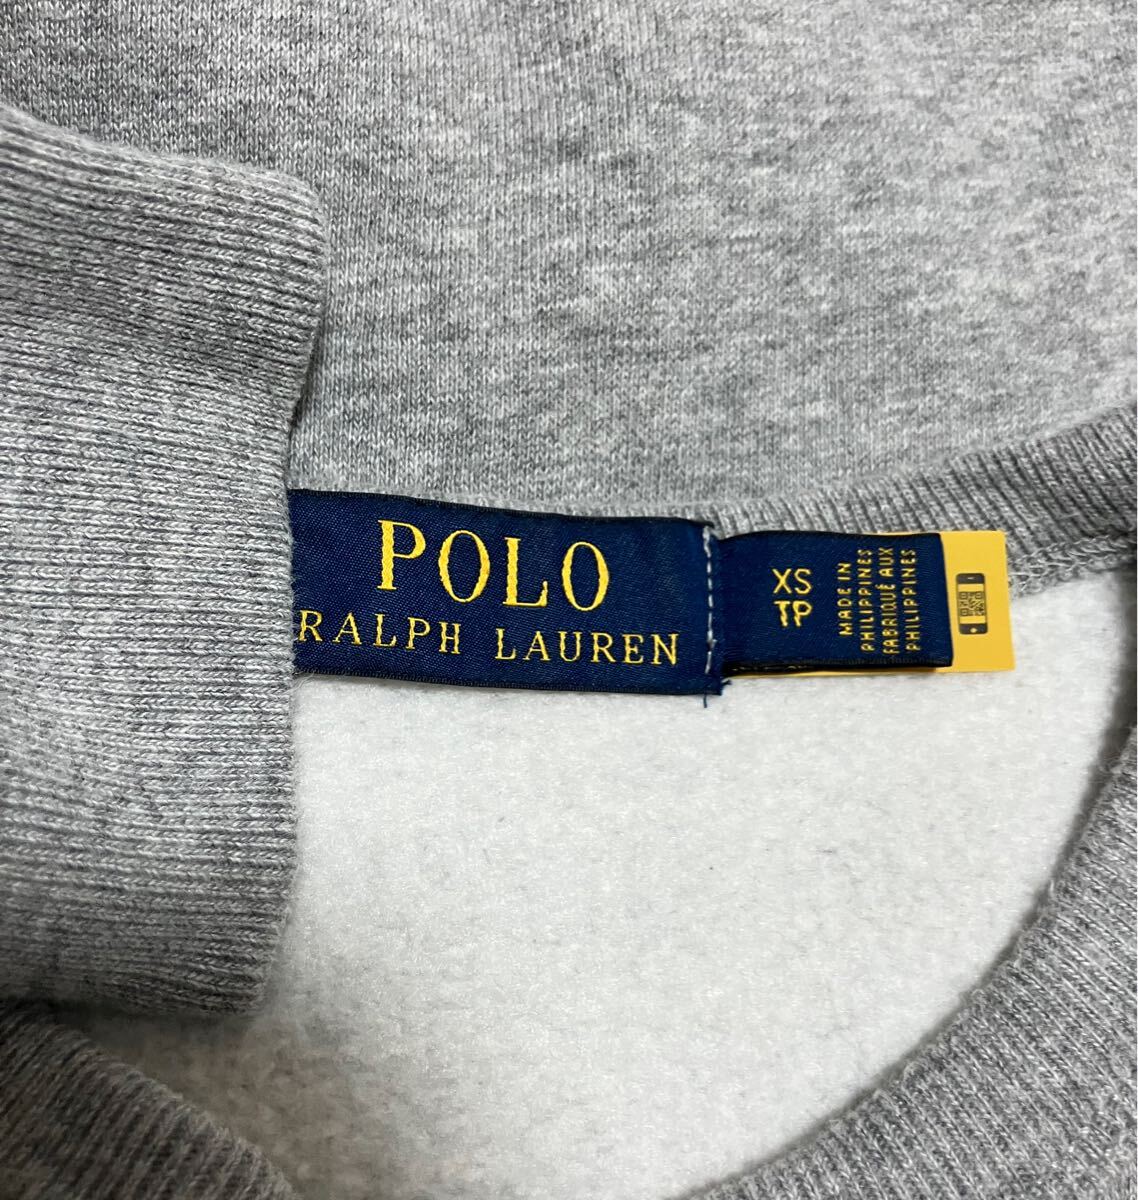 POLO
RALPH LAUREN
XS
TP
MADE IN
PHILIPPINES
FABRIQUÉ AUX
PHILIPPINES